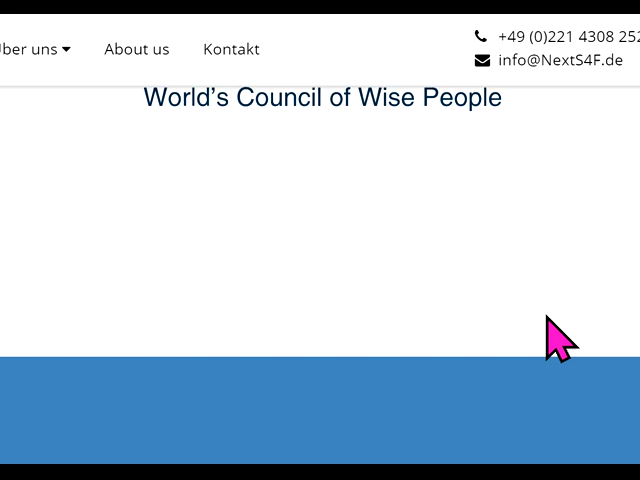 ber uns
About us
Kontakt
+49 (0)221 4308 252
info@NextS4F.de
World’s Council of Wise People